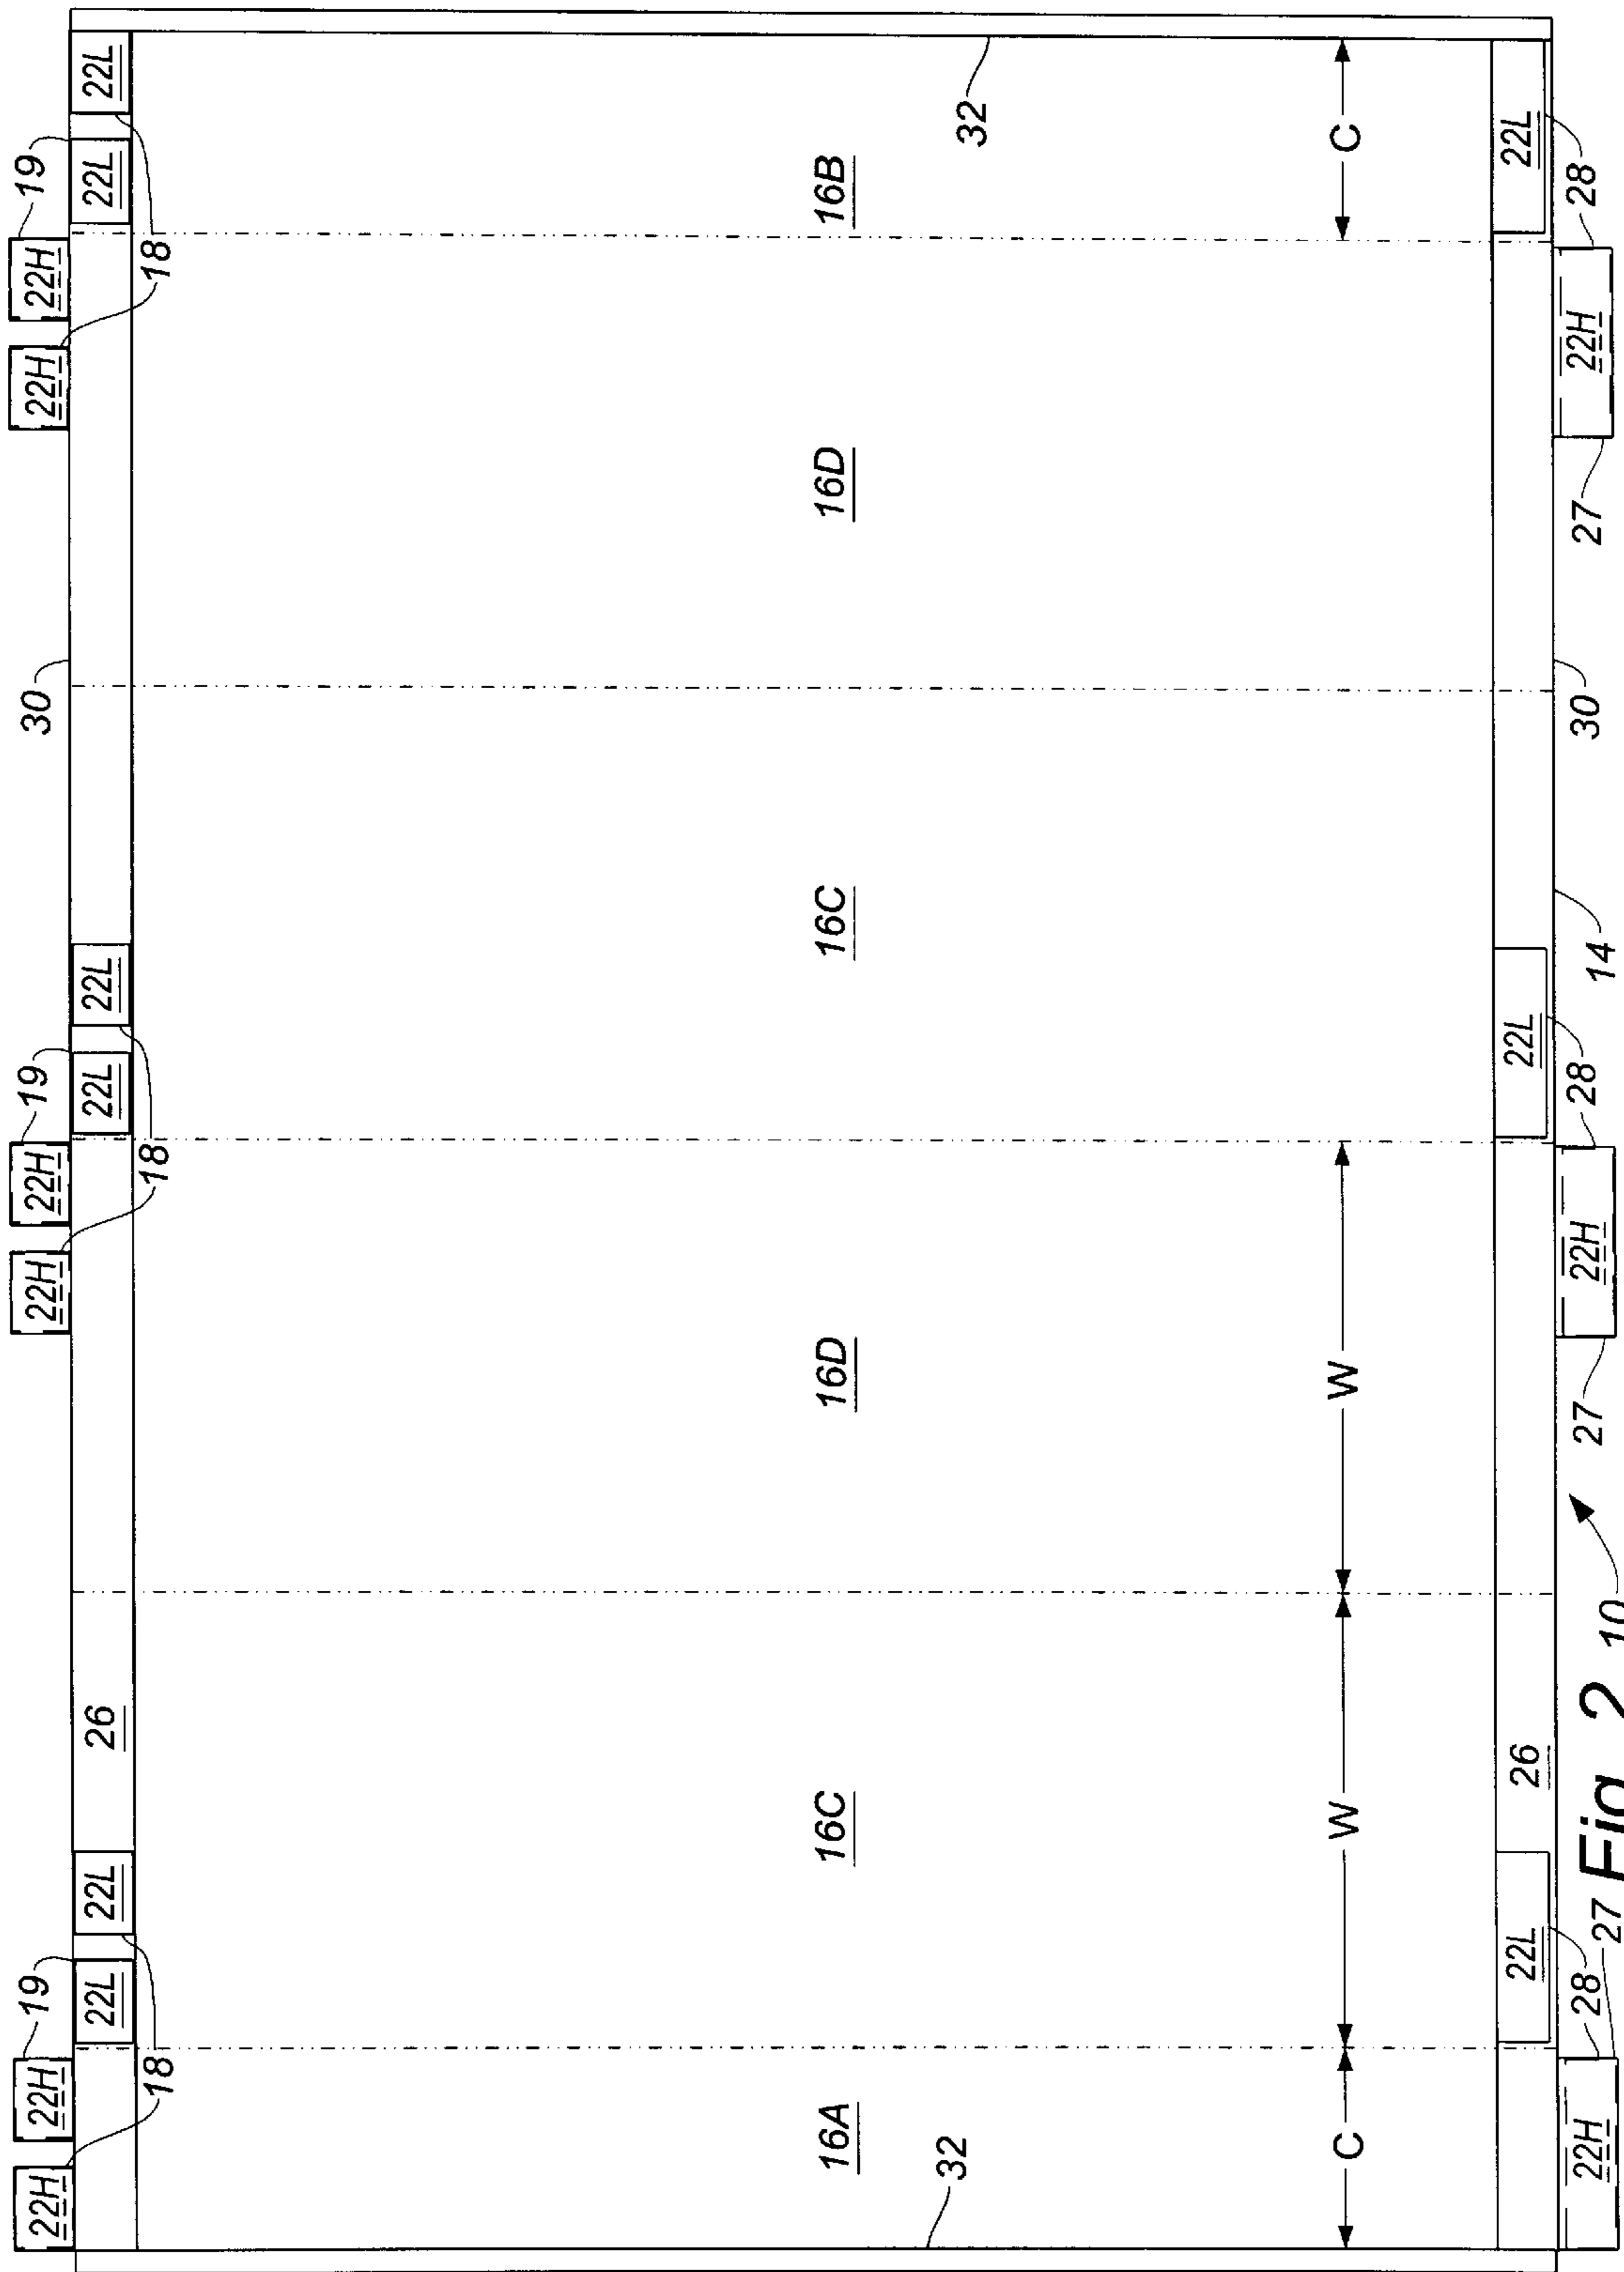 22H 22H 19 22H 22H 19 30 22H 22H 19
22L 22L 26 22L 22L 22L 22L
18 18 18
16A 16C 16D 16C 16D 16B
32 32
C W W C
22L 26 22L 22L
22H 28 27 Fig 2 10 27 22H 28 14 30 27 22H 28